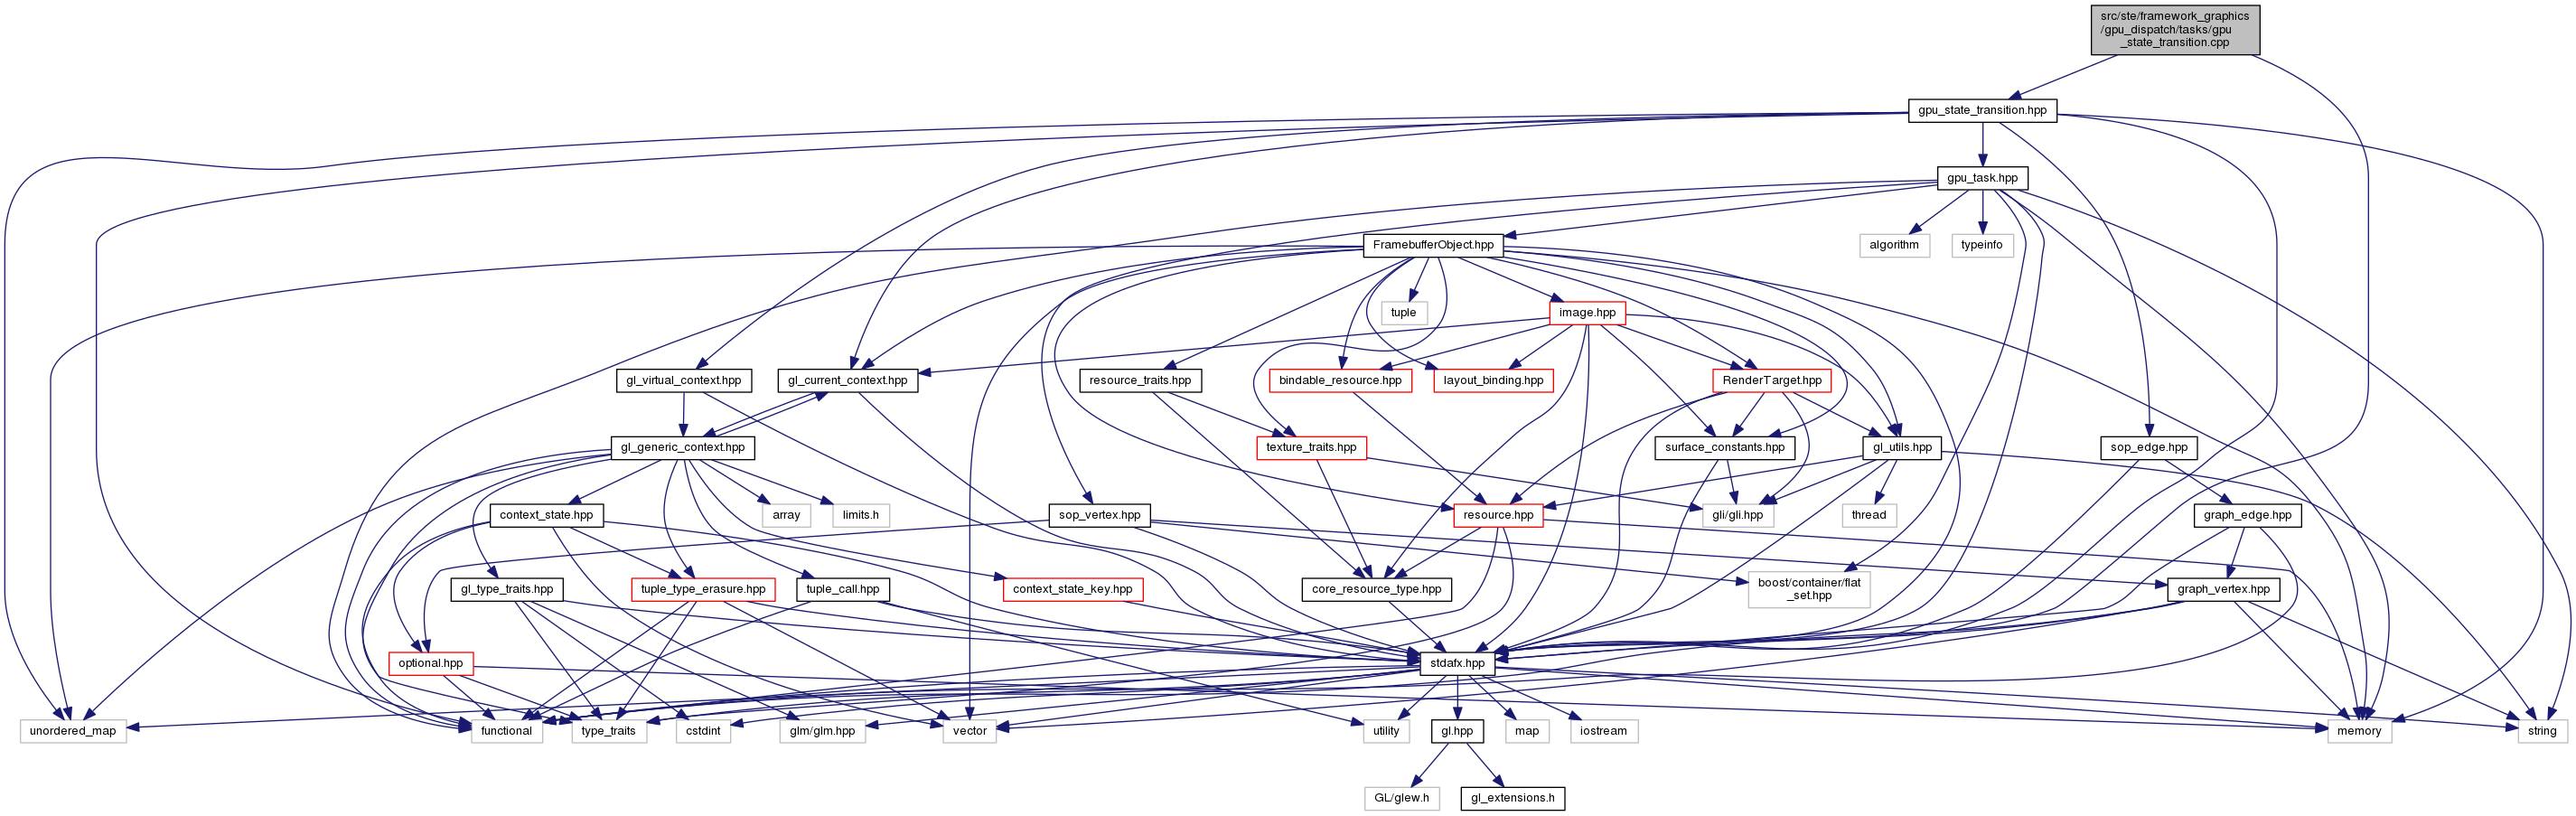 src/ste/framework_graphics
/gpu_dispatch/tasks/gpu
_state_transition.cpp
gpu_state_transition.hpp
gpu_task.hpp
FramebufferObject.hpp
algorithm
typeinfo
tuple
image.hpp
gl_virtual_context.hpp
gl_current_context.hpp
resource_traits.hpp
bindable_resource.hpp
layout_binding.hpp
RenderTarget.hpp
gl_generic_context.hpp
texture_traits.hpp
surface_constants.hpp
gl_utils.hpp
sop_edge.hpp
context_state.hpp
array
limits.h
sop_vertex.hpp
resource.hpp
gli/gli.hpp
thread
graph_edge.hpp
gl_type_traits.hpp
tuple_type_erasure.hpp
tuple_call.hpp
context_state_key.hpp
core_resource_type.hpp
boost/container/flat
_set.hpp
graph_vertex.hpp
optional.hpp
stdafx.hpp
unordered_map
functional
type_traits
cstdint
glm/glm.hpp
vector
utility
gl.hpp
map
iostream
memory
string
GL/glew.h
gl_extensions.h